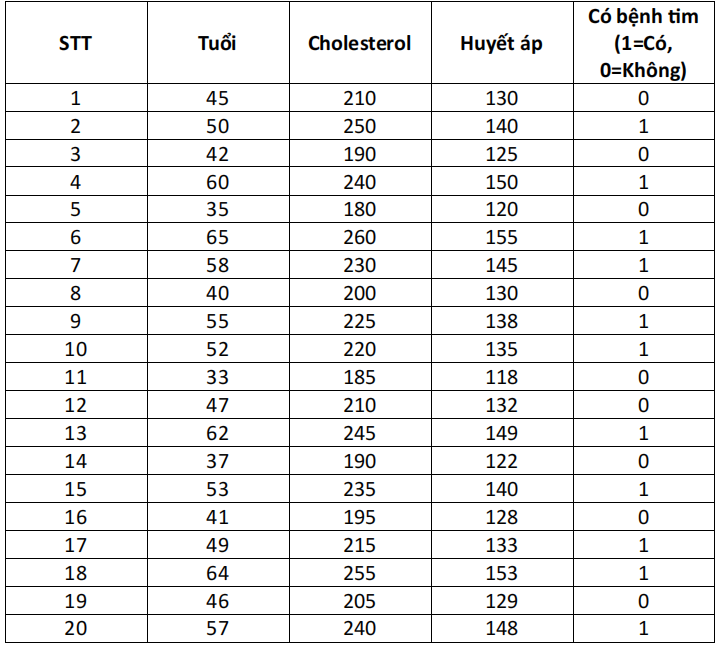 STT Tuổi Cholesterol Huyết áp Có bệnh tim
(1=Có,
0=Không)
1 45 210 130 0
2 50 250 140 1
3 42 190 125 0
4 60 240 150 1
5 35 180 120 0
6 65 260 155 1
7 58 230 145 1
8 40 200 130 0
9 55 225 138 1
10 52 220 135 1
11 33 185 118 0
12 47 210 132 0
13 62 245 149 1
14 37 190 122 0
15 53 235 140 1
16 41 195 128 0
17 49 215 133 1
18 64 255 153 1
19 46 205 129 0
20 57 240 148 1